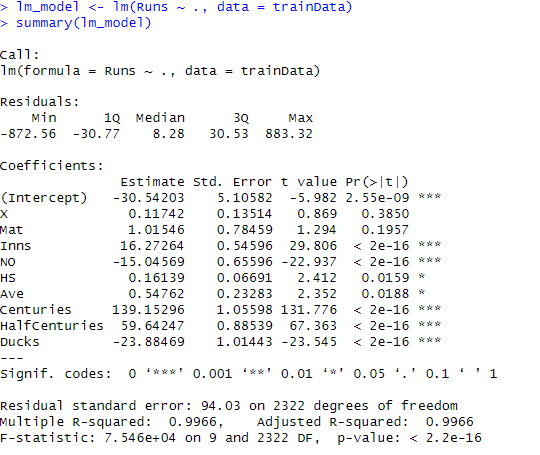 > lm_model <- lm(Runs ~ ., data = trainData)
> summary(lm_model)
Call:
lm(formula = Runs ~ ., data = trainData)
Residuals:
    Min      1Q  Median      3Q     Max
-872.56  -30.77    8.28   30.53  883.32
Coefficients:
                Estimate Std. Error t value Pr(>|t|)
(Intercept)    -30.54203    5.10582  -5.982 2.55e-09 ***
X                0.11742    0.13514   0.869   0.3850
Mat              1.01546    0.78459   1.294   0.1957
Inns            16.27264    0.54596  29.806  < 2e-16 ***
NO             -15.04569    0.65596 -22.937  < 2e-16 ***
HS               0.16139    0.06691   2.412   0.0159 *
Ave              0.54762    0.23283   2.352   0.0188 *
Centuries      139.15296    1.05598 131.776  < 2e-16 ***
HalfCenturies   59.64247    0.88539  67.363  < 2e-16 ***
Ducks          -23.88469    1.01443 -23.545  < 2e-16 ***
---
Signif. codes:  0 ‘***’ 0.001 ‘**’ 0.01 ‘*’ 0.05 ‘.’ 0.1 ‘ ’ 1
Residual standard error: 94.03 on 2322 degrees of freedom
Multiple R-squared:  0.9966,    Adjusted R-squared:  0.9966
F-statistic: 7.546e+04 on 9 and 2322 DF,  p-value: < 2.2e-16